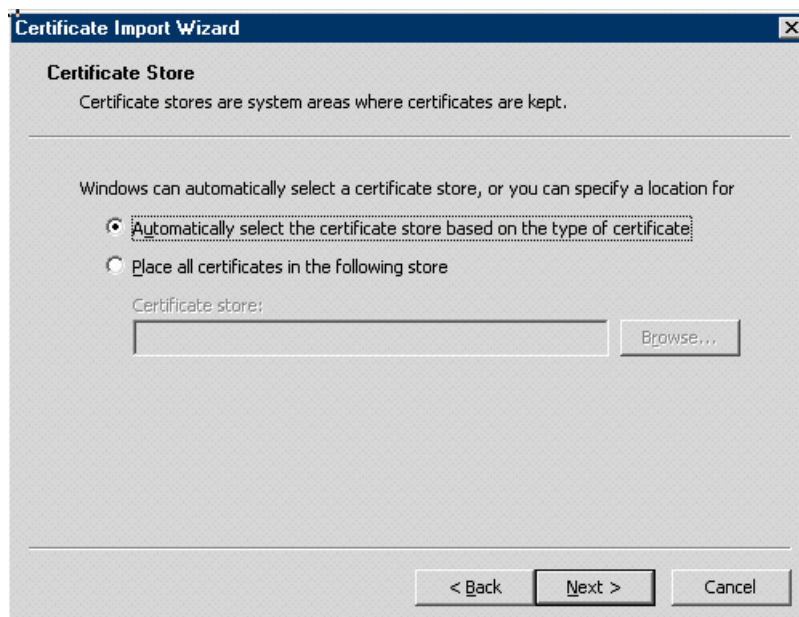 Certificate Import Wizard
Certificate Store
Certificate stores are system areas where certificates are kept.
Windows can automatically select a certificate store, or you can specify a location for
Automatically select the certificate store based on the type of certificate
Place all certificates in the following store
Certificate store:
Browse...
< Back Next > Cancel